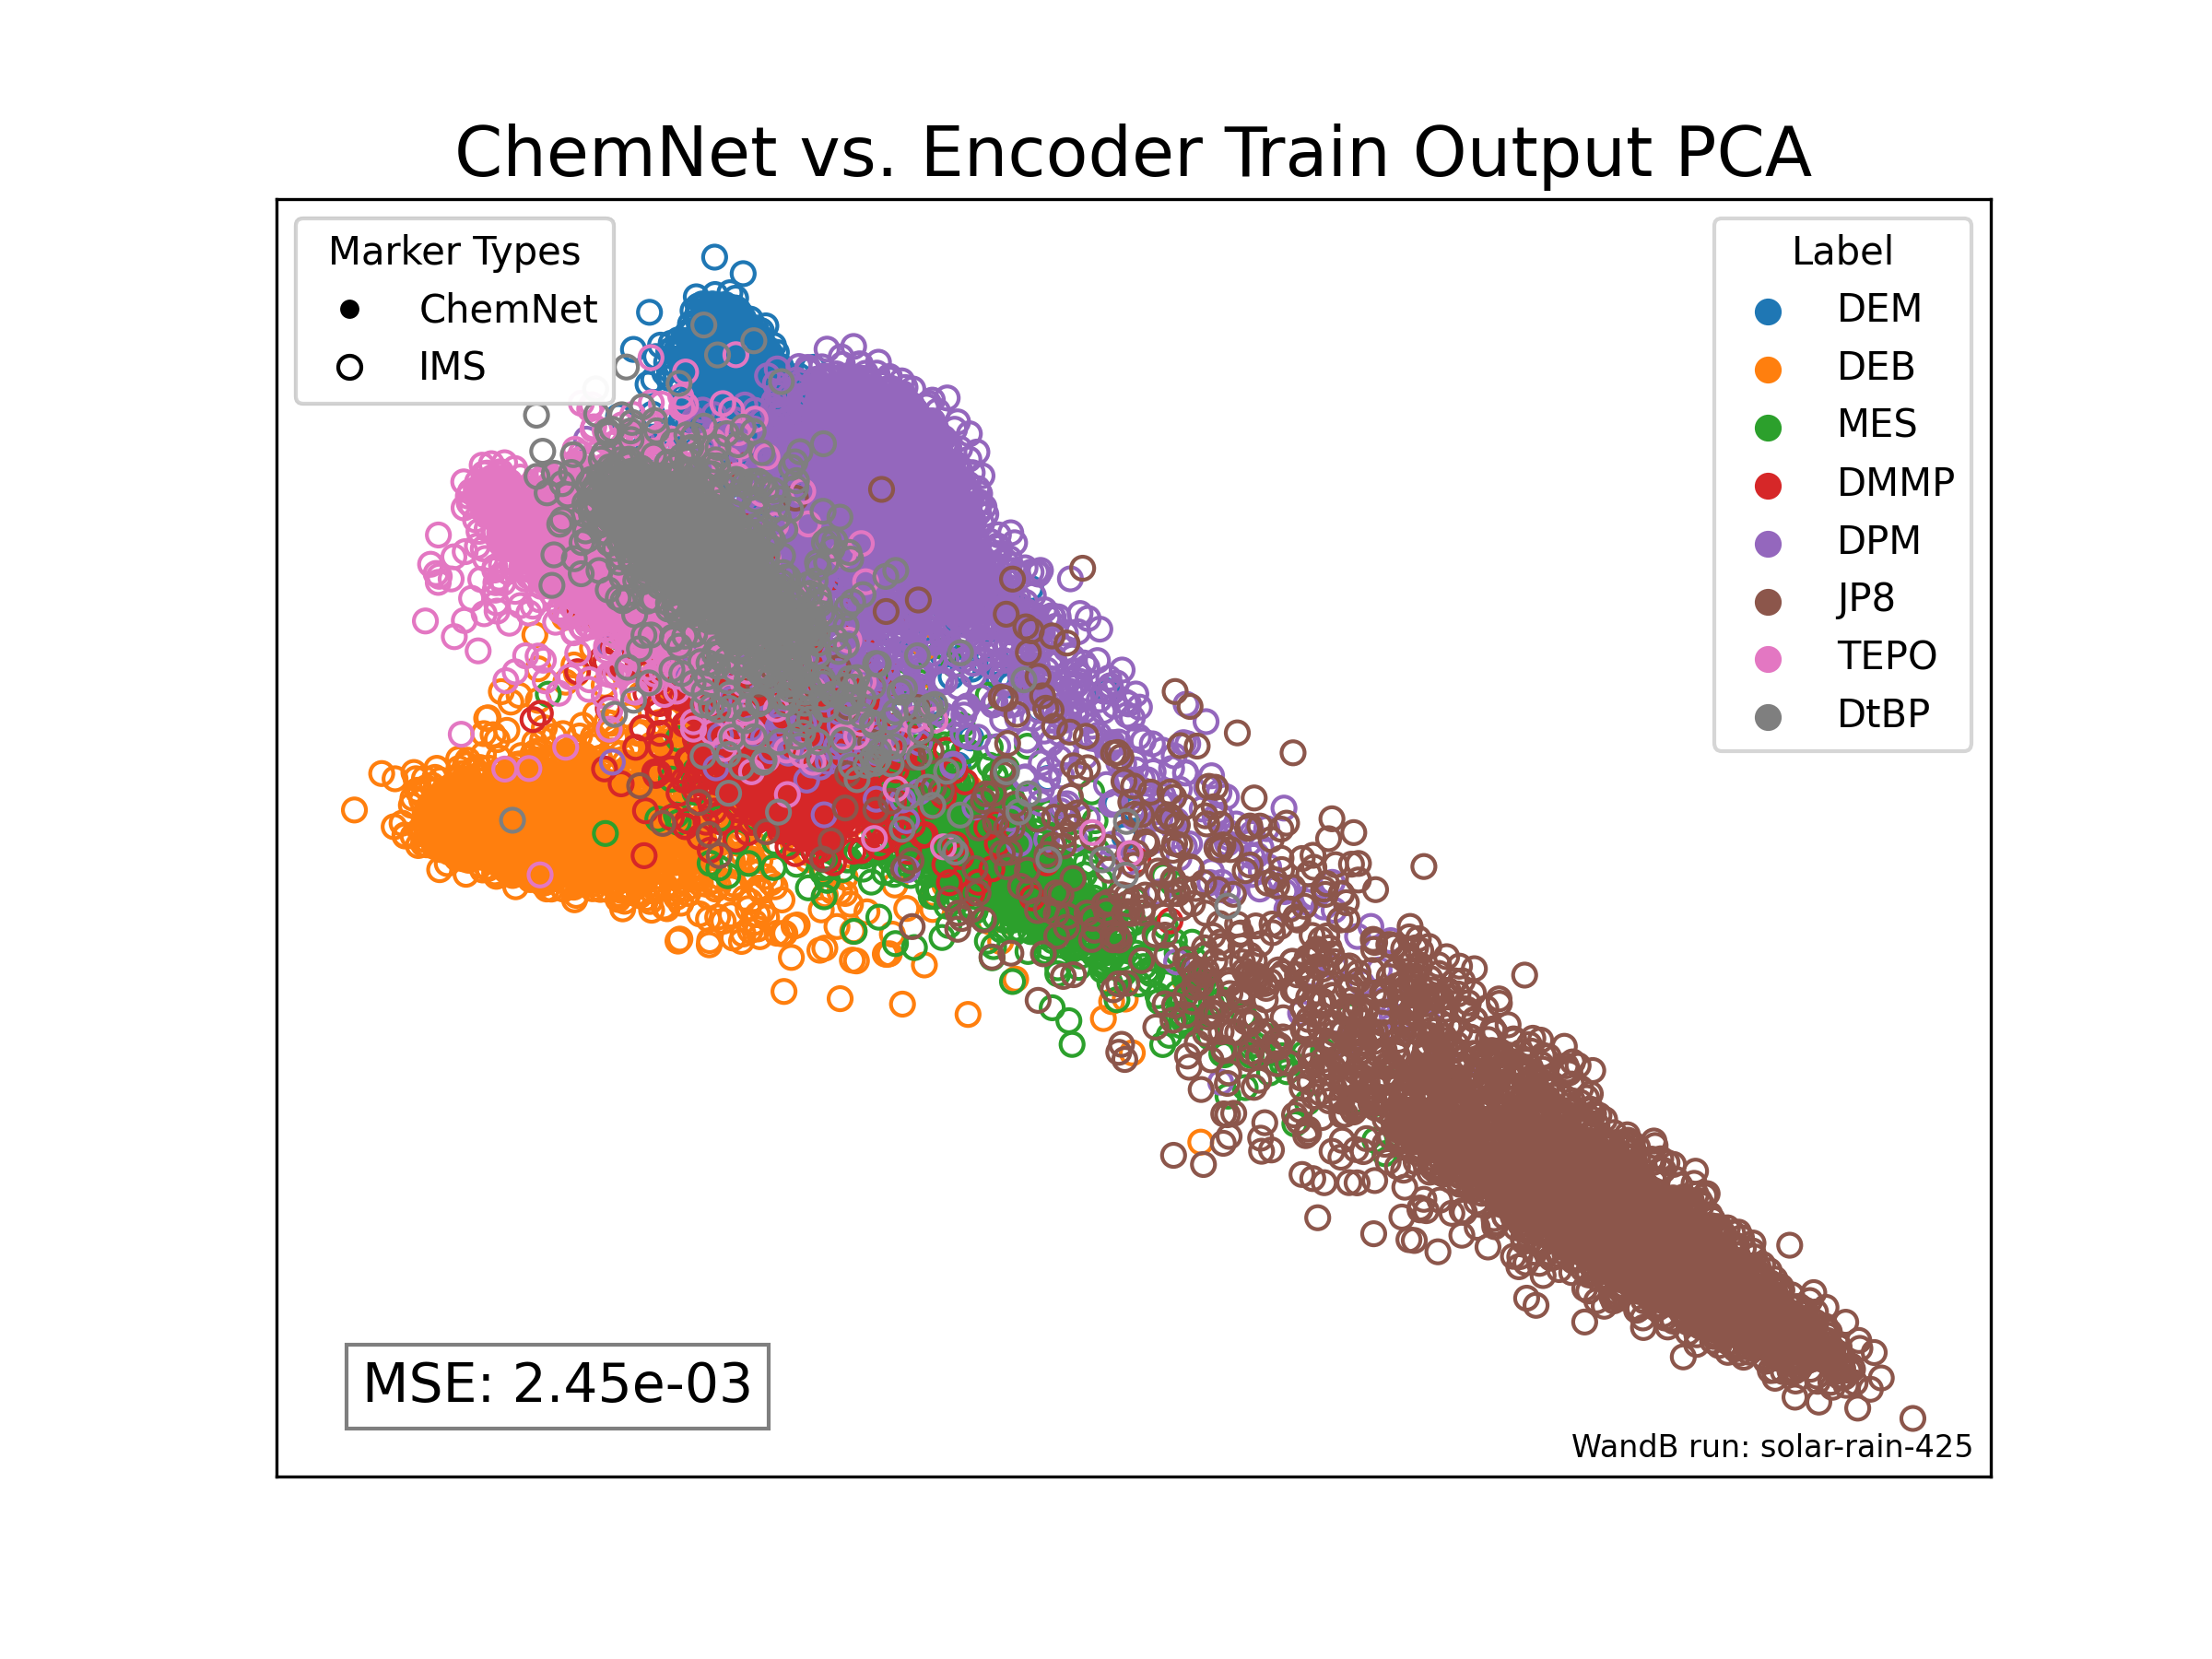 ChemNet vs. Encoder Train Output PCA
Marker Types
ChemNet
IMS
Label
DEM
DEB
MES
DMMP
DPM
JP8
TEPO
DtBP
MSE: 2.45e-03
WandB run: solar-rain-425